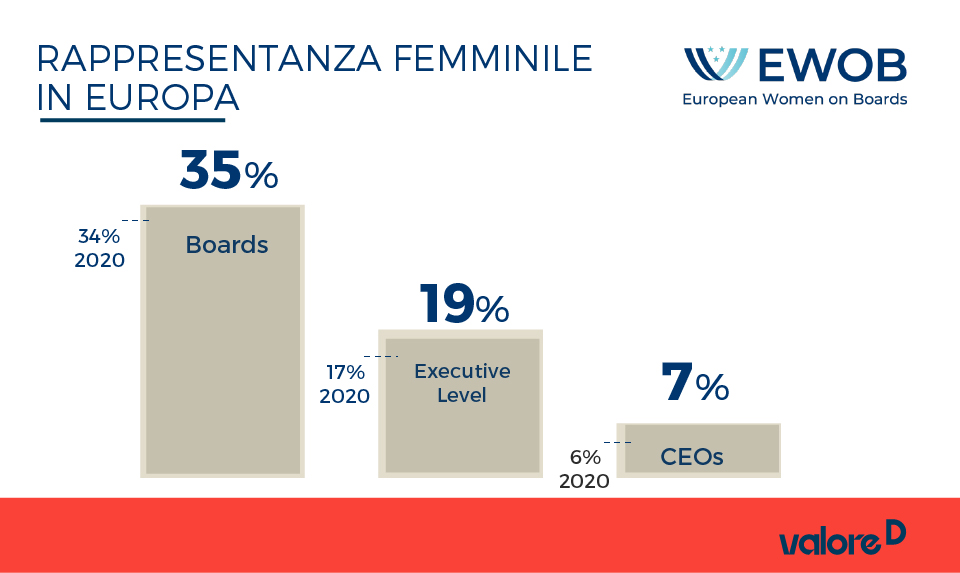 RAPPRESENTANZA FEMMINILE
IN EUROPA
EWOB
European Women on Boards
35%
34%
2020
Boards
19%
17%
2020
Executive
Level
7%
6%
2020
CEOs
valoreD